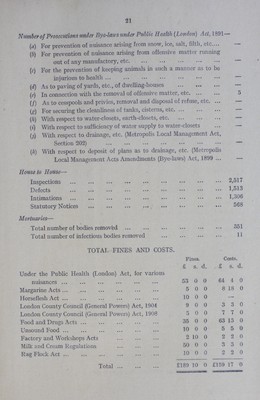 21
Number of Prosecutions under Bye-laws under Public Health (London) Act, 1891—
(a) For prevention of nuisance arising from snow, ice, salt, filth, etc... —
(b) For prevention of nuisance arising from offensive matter running
out of any manufactory, etc. ... —
(c) For the prevention of keeping animals in such a manner as to be
injurious to health ... —
(d) As to paving of yards, etc., of dwelling-houses ... —
(e) In connection with the removal of offensive matter, etc. ... 5
(f) As to cesspools and privies, removal and disposal of refuse, etc. ... —
(g) For securing the cleanliness of tanks, cisterns, etc. ... —
(h) With respect to water-closets, earth-closets, etc. ... —
(i) With respect to sufficiency of water supply to water-closets ... —
(j) With respect to drainage, etc. (Metropolis Local Management Act,
Section 202) ... —
(k) With respect to deposit of plans as to drainage, etc. (Metropolis
Local Management Acts Amendments (Bye-laws) Act, 1899 ... —
House to House—
Inspections ... 2,517
Defects ... 1,513
Intimations ... 1,308
Statutory Notices ... 568
Mortuaries—
Total number of bodies removed ... 551
Total number of infectious bodies removed ... 11
TOTAL FINES AND COSTS.
Fines. Costs.
£ s. d. £ s. d.
Under the Public Health (London) Act, for various
nuisances ... 53 0 0 64 4 0
Margarine Acts ... 5 0 0 8 18 0
Horseflesh Act ... 10 0 0 —
London County Council (General Powers) Act, 1904 9 0 0 3 5 0
London County Council (General Powers) Act, 1908 5 0 0 7 7 0
Food and Drugs Acts ... 35 0 0 63 13 0
Unsound Food ... 10 0 0 5 5 0
Factory and Workshops Acts ... 2 10 0 2 2 0
Milk and Cream Regulations ... 50 0 0 3 3 0
Rag Flock Act ... 10 0 0 2 2 0
Total ... £189 10 0 £159 17 0